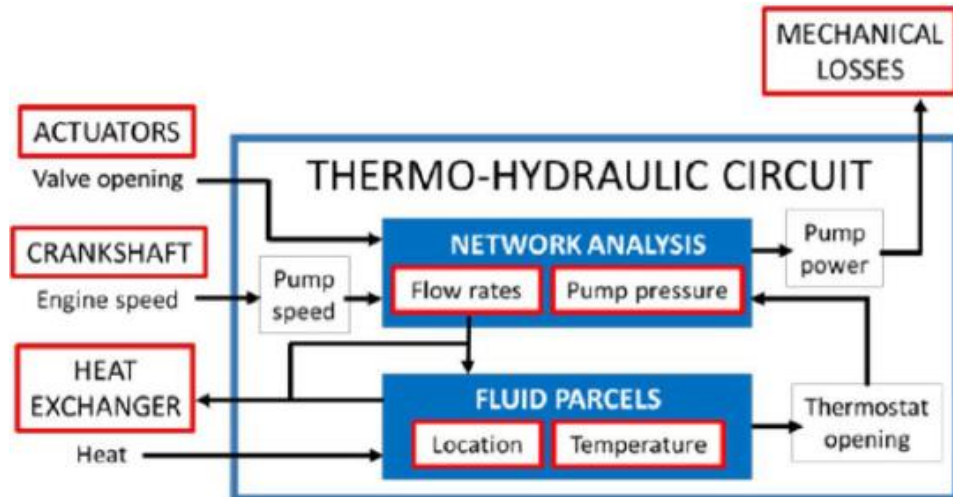 MECHANICAL
LOSSES
ACTUATORS
Valve opening
THERMO-HYDRAULIC CIRCUIT
CRANKSHAFT
Engine speed
Pump
speed
NETWORK ANALYSIS
Flow rates
Pump pressure
Pump
power
HEAT
EXCHANGER
Heat
FLUID PARCELS
Location
Temperature
Thermostat
opening